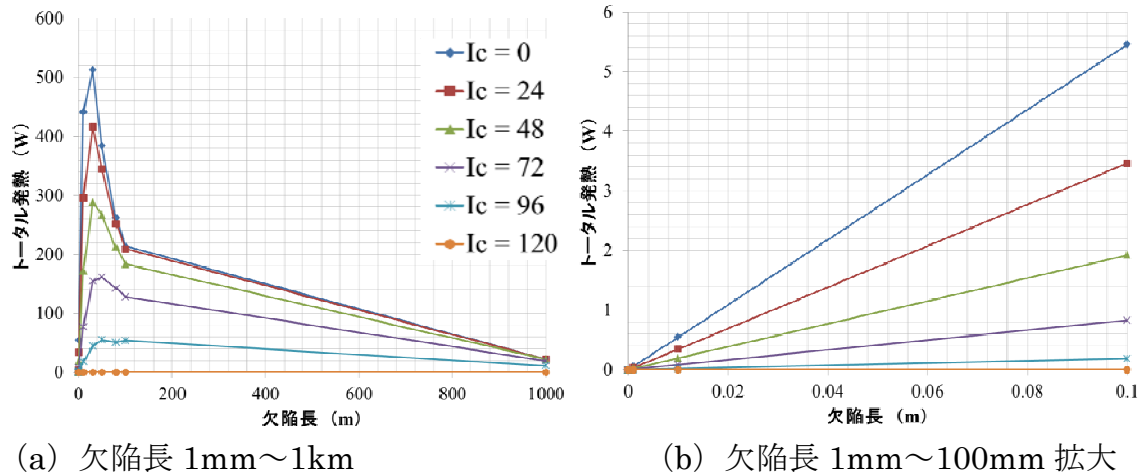 600
500
400
300
200
100
0
トータル発熱（W）
0
200
400
600
800
1000
欠陥長（m）
Ic = 0
Ic = 24
Ic = 48
Ic = 72
Ic = 96
Ic = 120
(a) 欠陥長 1mm～1km
6
5
4
3
2
1
0
トータル発熱（W）
0
0.02
0.04
0.06
0.08
0.1
欠陥長（m）
(b) 欠陥長 1mm～100mm 拡大